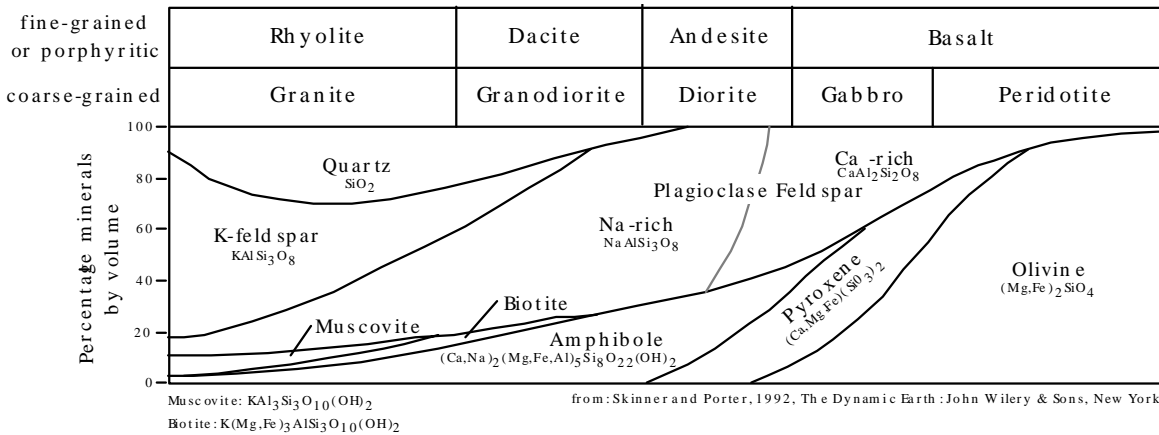 fine-grained
or porphyritic
Rhyolite Dacite Andesite Basalt
coarse-grained Granite Granodiorite Diorite Gabbro Peridotite
Percentage minerals
by volume
100
80
60
40
20
0
Quartz
SiO2
K-feldspar
KAlSi3O8
Muscovite
Biotite
Amphibole
(Ca,Na)2(Mg,Fe,Al)5Si8O22(OH)2
Plagioclase Feldspar
Na-rich
NaAlSi3O8
Ca-rich
CaAl2Si2O8
Pyroxene
(Ca,Mg,Fe)(SiO3)2
Olivine
(Mg,Fe)2SiO4
Muscovite: KAl3Si3O10(OH)2
Biotite: K(Mg,Fe)3AlSi3O10(OH)2
from: Skinner and Porter, 1992, The Dynamic Earth: John Wilery & Sons, New York